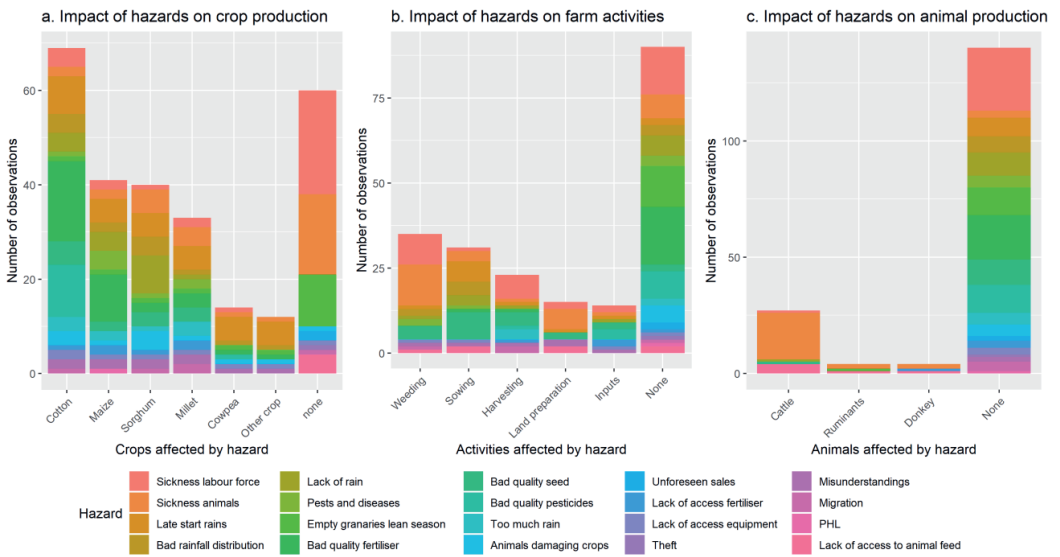 a. Impact of hazards on crop production
b. Impact of hazards on farm activities
c. Impact of hazards on animal production
Number of observations
60
40
20
0
Cotton
Maize
Sorghum
Millet
Cowpea
Other crop
none
Crops affected by hazard
Number of observations
75
50
25
0
Weeding
Sowing
Harvesting
Land preparation
Inputs
None
Activities affected by hazard
Number of observations
100
50
0
Cattle
Ruminants
Donkey
None
Animals affected by hazard
Hazard
Sickness labour force
Sickness animals
Late start rains
Bad rainfall distribution
Lack of rain
Pests and diseases
Empty granaries lean season
Bad quality fertiliser
Bad quality seed
Bad quality pesticides
Too much rain
Animals damaging crops
Unforeseen sales
Lack of access fertiliser
Lack of access equipment
Theft
Misunderstandings
Migration
PHL
Lack of access to animal feed